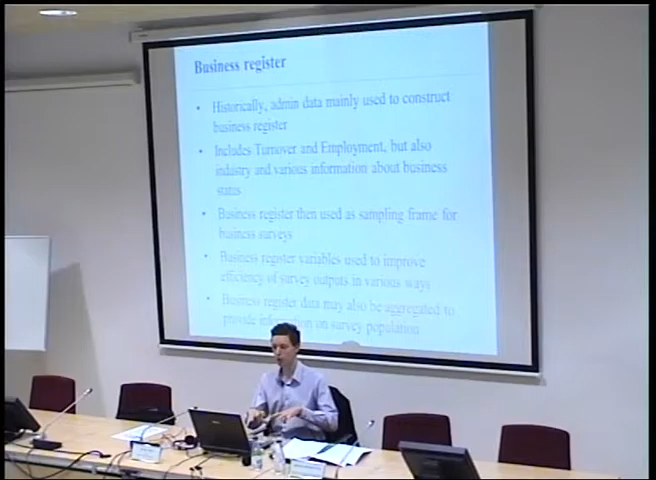 Business register
• Historically, admin data mainly used to construct
business register
• Includes Turnover and Employment, but also
industry and various information about business
status
• Business register then used as sampling frame for
business surveys
• Business register variables used to improve
efficiency of survey outputs in various ways
• Business register data may also be aggregated to
provide information on survey population